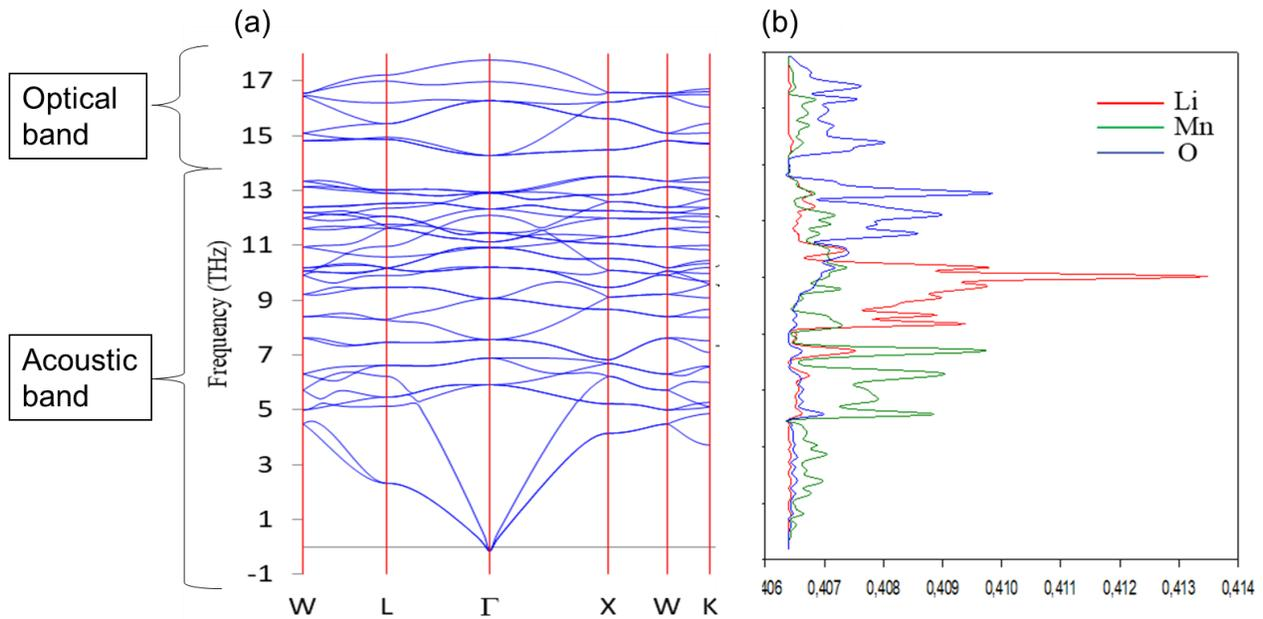 (a)
(b)
Optical
band
Acoustic
band
Frequency (THz)
17
15
13
11
9
7
5
3
1
-1
W L Γ X W K
Li
Mn
O
406 0,407 0,408 0,409 0,410 0,411 0,412 0,413 0,414